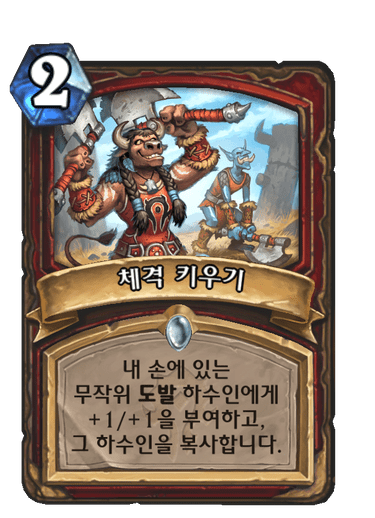 2
체격 키우기
내 손에 있는
무작위 도발 하수인에게
+1/+1을 부여하고,
그 하수인을 복사합니다.